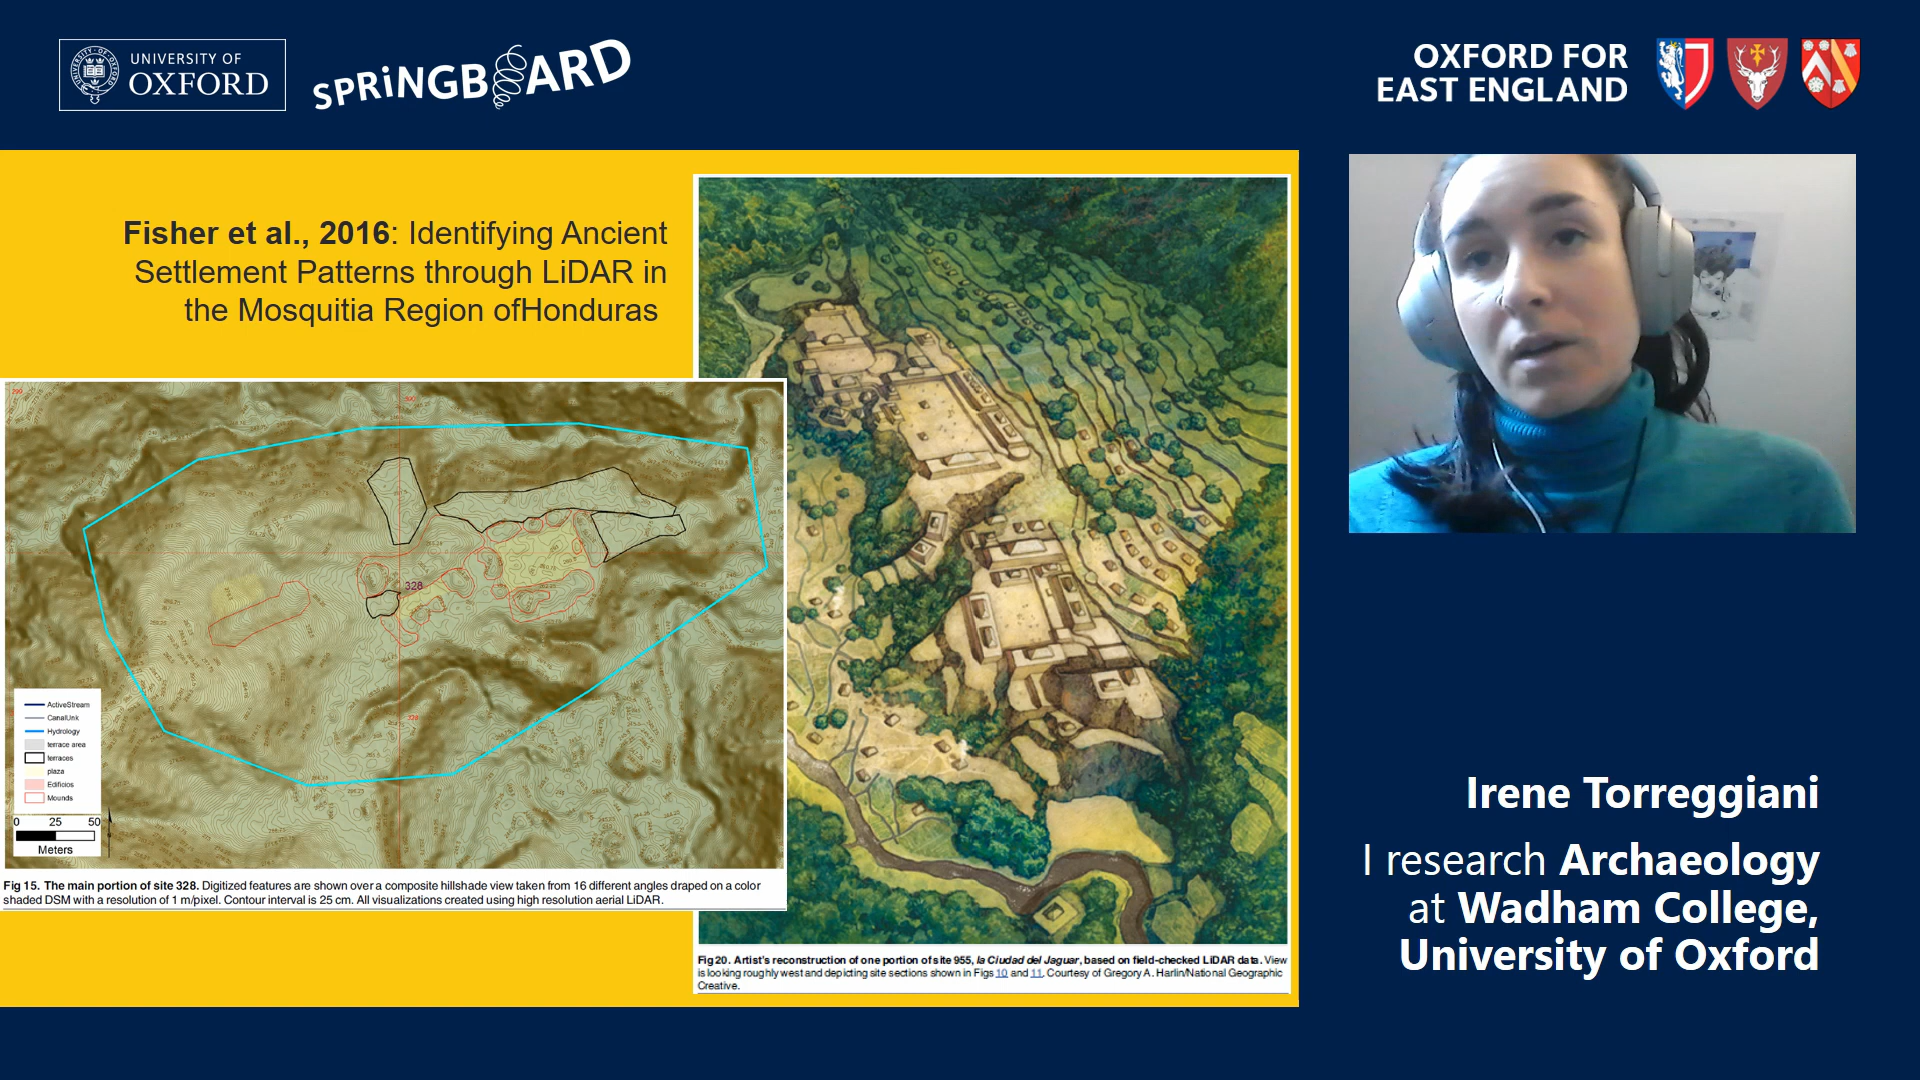 UNIVERSITY OF
OXFORD
SPRiNGBOARD
OXFORD FOR
EAST ENGLAND
Fisher et al., 2016: Identifying Ancient
Settlement Patterns through LiDAR in
the Mosquitia Region ofHonduras
328
ActiveStream
CanalLink
Hydrology
terrace area
terraces
plaza
Edificios
Mounds
0 25 50
Meters
Fig 15. The main portion of site 328. Digitized features are shown over a composite hillshade view taken from 16 different angles draped on a color
shaded DSM with a resolution of 1 m/pixel. Contour interval is 25 cm. All visualizations created using high resolution aerial LiDAR.
Fig 20. Artist's reconstruction of one portion of site 955, la Ciudad del Jaguar, based on field-checked LiDAR data. View
is looking roughly west and depicting site sections shown in Figs 10 and 11. Courtesy of Gregory A. Harlin/National Geographic
Creative.
Irene Torreggiani
I research Archaeology
at Wadham College,
University of Oxford